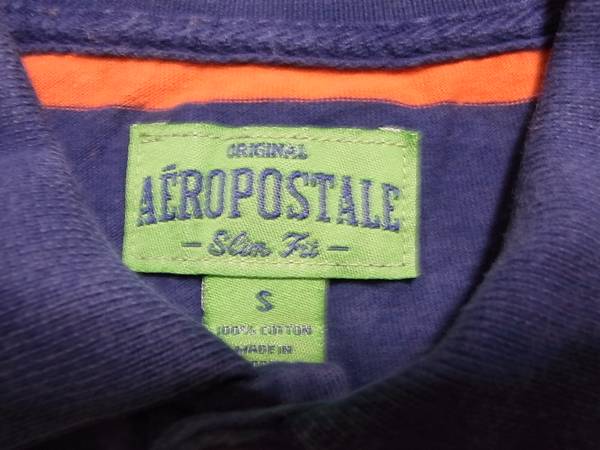 ORIGINAL
AÉROPOSTALE
- Slim Fit -
S
100% COTTON
MADE IN